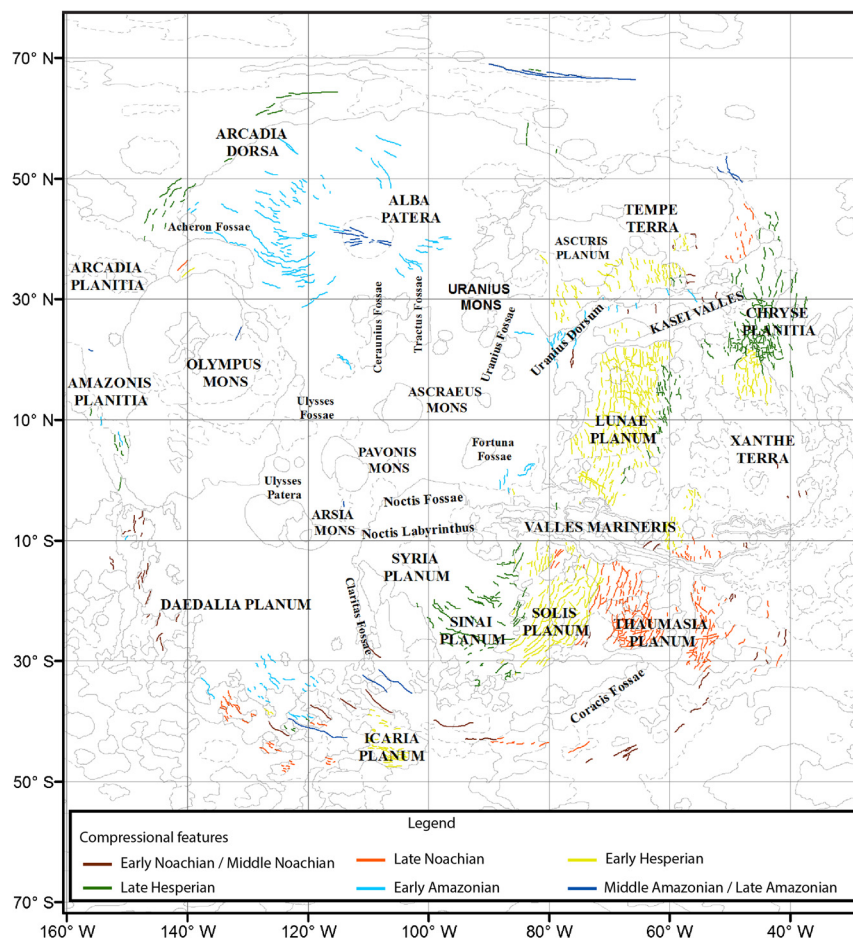 70° N
ARCADIA
DORSA
50° N
ALBA
PATERA
TEMPE
TERRA
Acheron Fossae
ASCURIS
PLANUM
ARCADIA
PLANITIA
30° N
URANIUS
MONS
Ceraunius Fossae
Tractus Fossae
Uranius Fossae
Uranius Dorsum
KASEI VALLES
CHRYSE
PLANITIA
OLYMPUS
MONS
AMAZONIS
PLANITIA
ASCRAEUS
MONS
Ulysses
Fossae
10° N
LUNAE
PLANUM
XANTHE
TERRA
PAVONIS
MONS
Fortuna
Fossae
Ulysses
Patera
Noctis Fossae
ARSIA
MONS
Noctis Labyrinthus
VALLES MARINERIS
10° S
SYRIA
PLANUM
DAEDALIA PLANUM
Claritas Fossae
SINAI
PLANUM
SOLIS
PLANUM
THAUMASIA
PLANUM
30° S
Coracis Fossae
ICARIA
PLANUM
50° S
Legend
Compressional features
Early Noachian / Middle Noachian
Late Noachian
Early Hesperian
Late Hesperian
Early Amazonian
Middle Amazonian / Late Amazonian
70° S
160° W
140° W
120° W
100° W
80° W
60° W
40° W